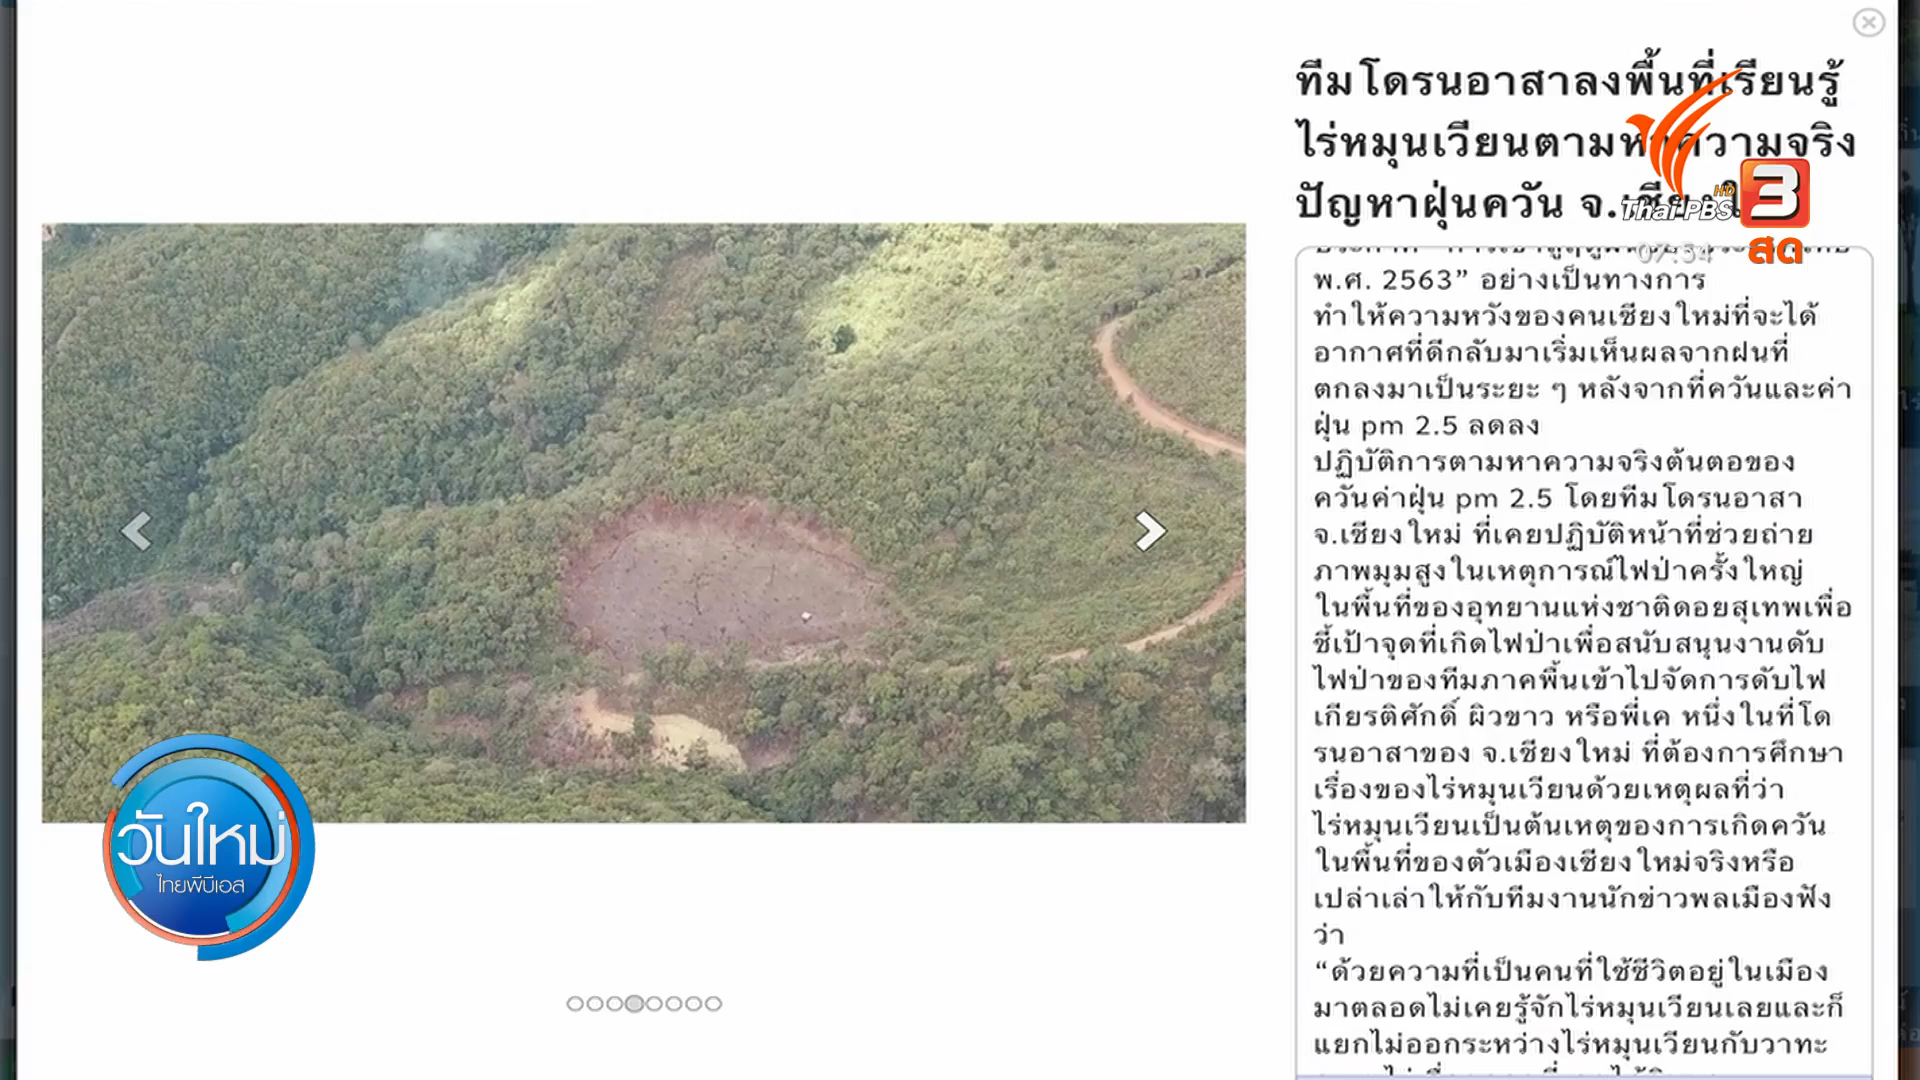 ทีมโดรนอาสาลงพื้นที่เรียนรู้
ไร่หมุนเวียนตามหาความจริง
ปัญหาฝุ่นควัน จ.เชียงให
HD
ThaiPBS
3
07:54
สด
พ.ศ. 2563” อย่างเป็นทางการ
ทำให้ความหวังของคนเชียงใหม่ที่จะได้
อากาศที่ดีกลับมาเริ่มเห็นผลจากฝนที่
ตกลงมาเป็นระยะ ๆ หลังจากที่ควันและค่า
ฝุ่น pm 2.5 ลดลง
ปฏิบัติการตามหาความจริงต้นตอของ
ควันค่าฝุ่น pm 2.5 โดยทีมโดรนอาสา
จ.เชียงใหม่ ที่เคยปฏิบัติหน้าที่ช่วยถ่าย
ภาพมุมสูงในเหตุการณ์ไฟป่าครั้งใหญ่
ในพื้นที่ของอุทยานแห่งชาติดอยสุเทพเพื่อ
ชี้เป้าจุดที่เกิดไฟป่าเพื่อสนับสนุนงานดับ
ไฟป่าของทีมภาคพื้นเข้าไปจัดการดับไฟ
เกียรติศักดิ์ ผิวขาว หรือพี่เค หนึ่งในที่โด
รนอาสาของ จ.เชียงใหม่ ที่ต้องการศึกษา
เรื่องของไร่หมุนเวียนด้วยเหตุผลที่ว่า
ไร่หมุนเวียนเป็นต้นเหตุของการเกิดควัน
ในพื้นที่ของตัวเมืองเชียงใหม่จริงหรือ
เปล่าเล่าให้กับทีมงานนักข่าวพลเมืองฟัง
ว่า
“ด้วยความที่เป็นคนที่ใช้ชีวิตอยู่ในเมือง
มาตลอดไม่เคยรู้จักไร่หมุนเวียนเลยและก็
แยกไม่ออกระหว่างไร่หมุนเวียนกับวาทะ
วันใหม่
ไทยพีบีเอส